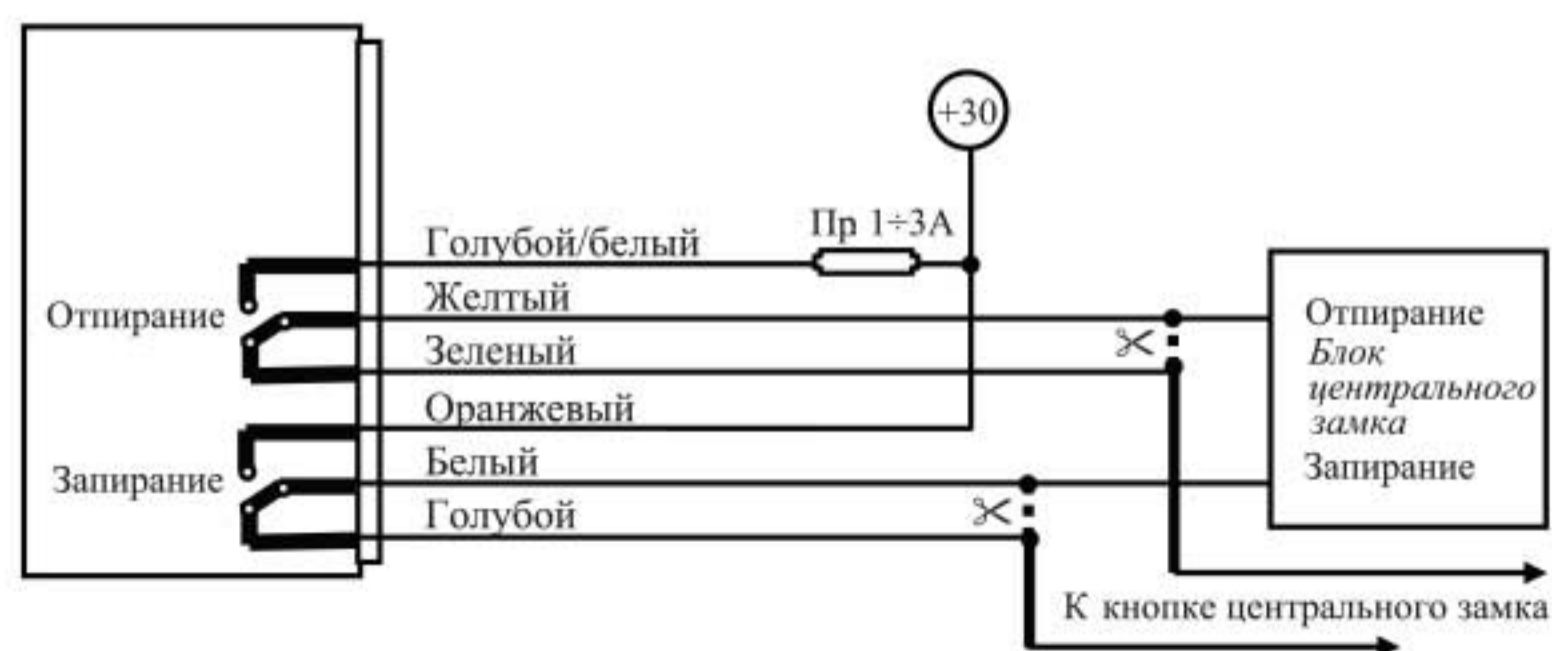 +30
Пр 1÷3А
Голубой/белый
Желтый
Зеленый
Оранжевый
Белый
Голубой
Отпирание
Запирание
Отпирание
Блок
центрального
замка
Запирание
К кнопке центрального замка